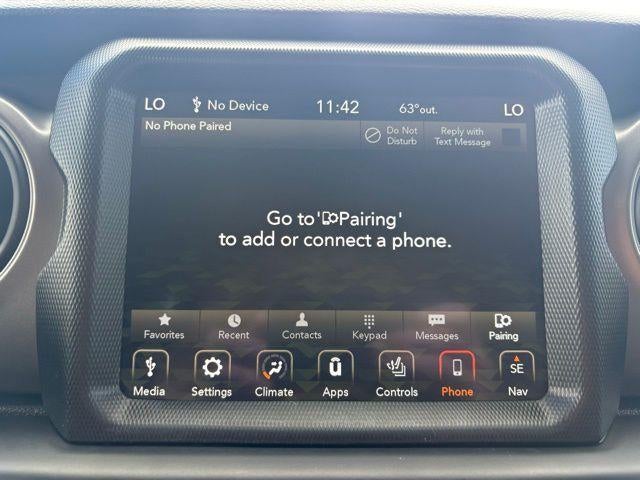 LO No Device 11:42 63°out. LO
No Phone Paired
Do Not
Disturb
Reply with
Text Message
Go to 'Pairing'
to add or connect a phone.
Favorites Recent Contacts Keypad Messages Pairing
SE
Media Settings Climate Apps Controls Phone Nav